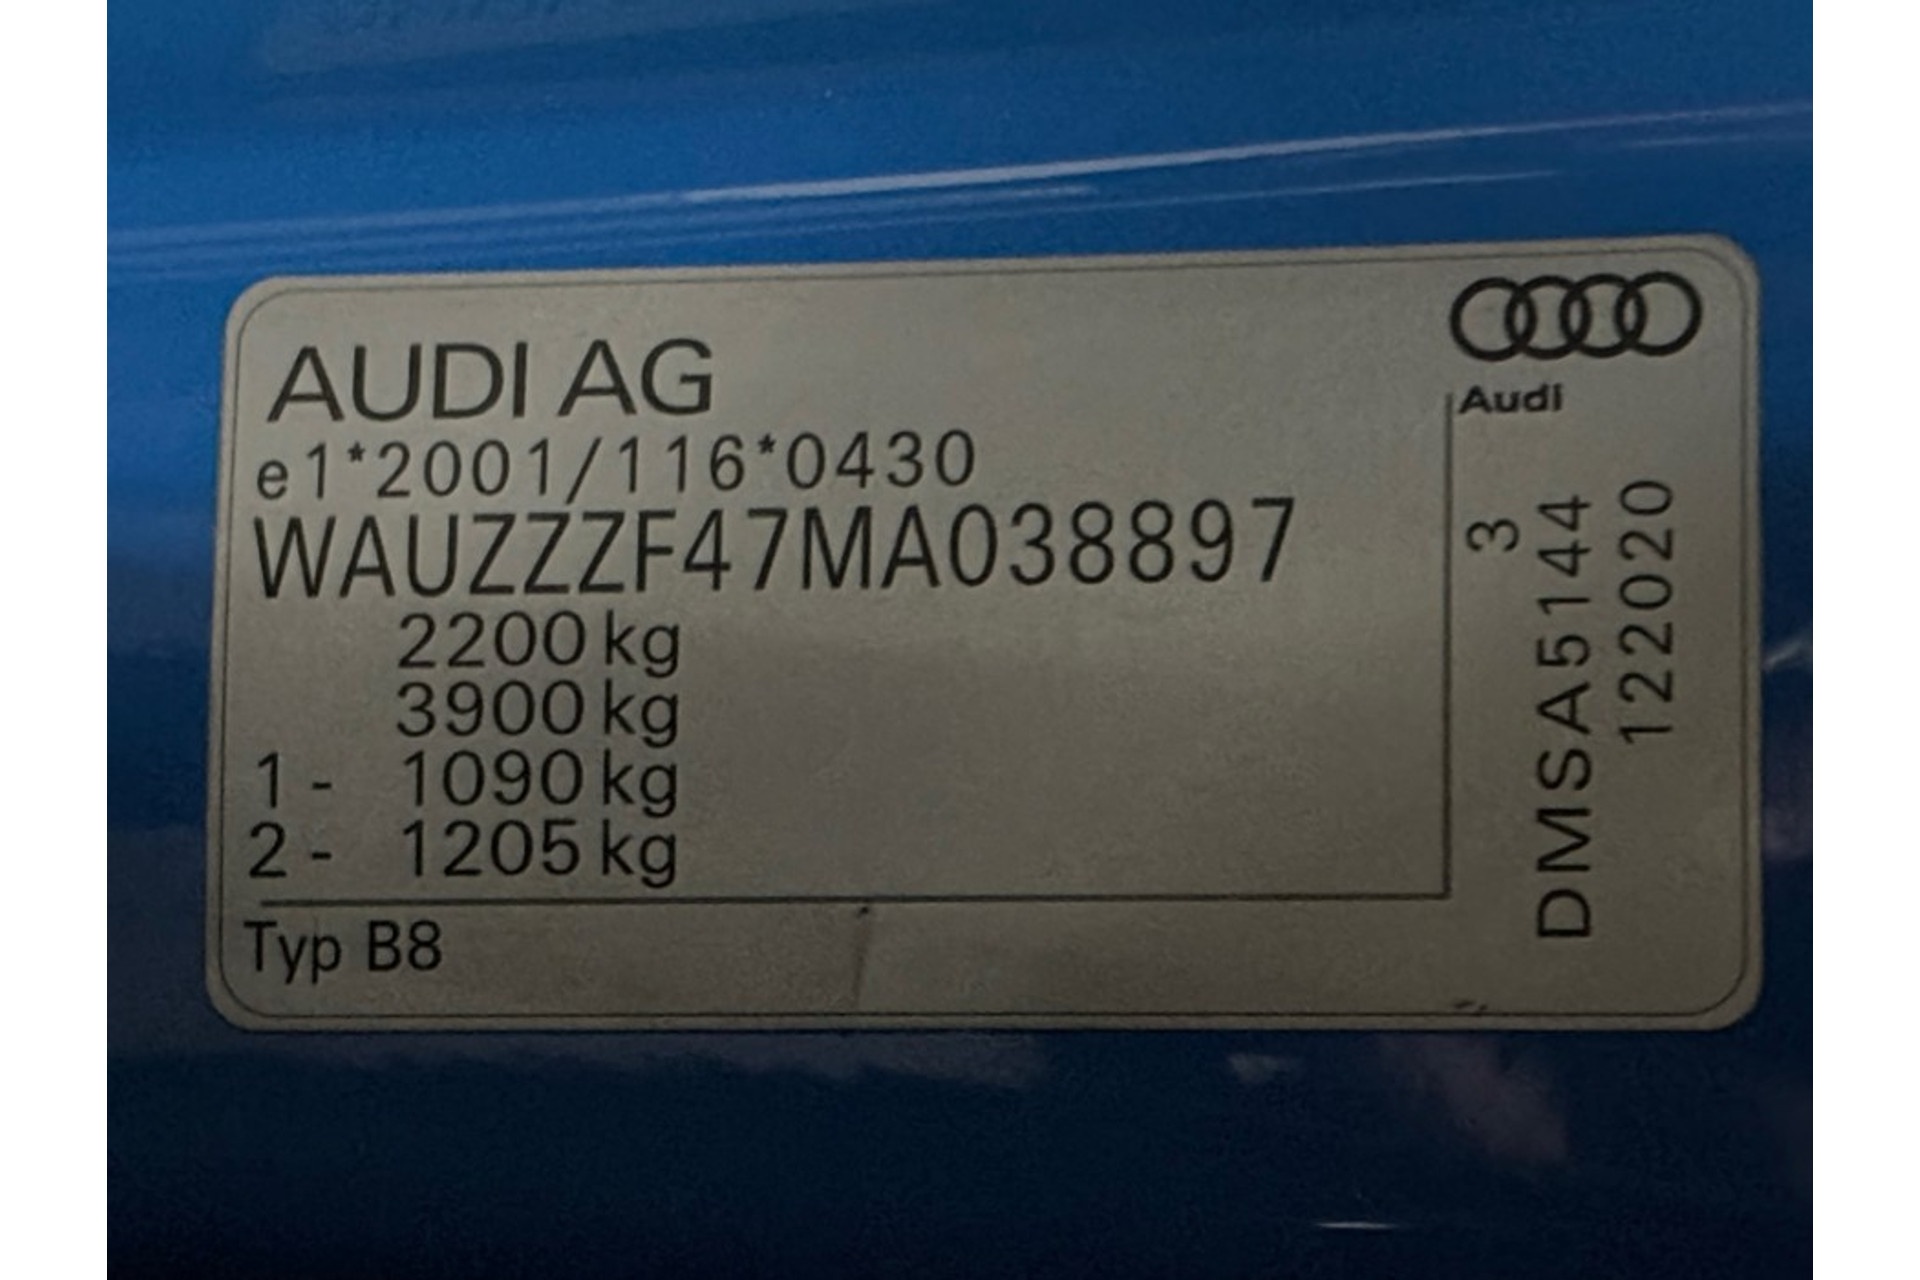 AUDI AG
e1*2001/116*0430
WAUZZZF47MA038897
2200 kg
3900 kg
1 - 1090 kg
2 - 1205 kg
Typ B8
Audi
3
DMSA5144
122020